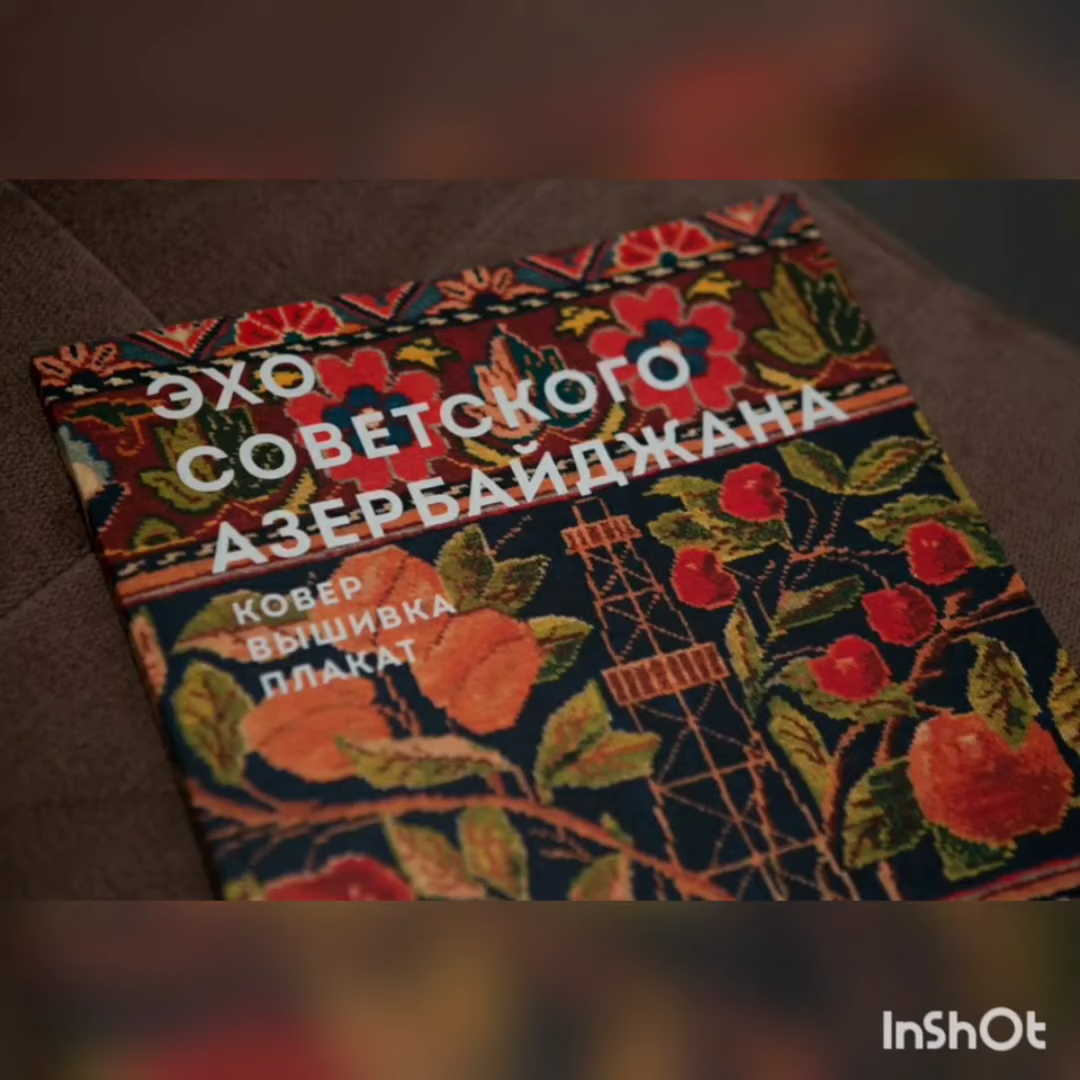 ЭХО
СОВЕТСКОГО
АЗЕРБАЙДЖАНА
КОВЕР
ВЫШИВКА
ПЛАКАТ
InShOt